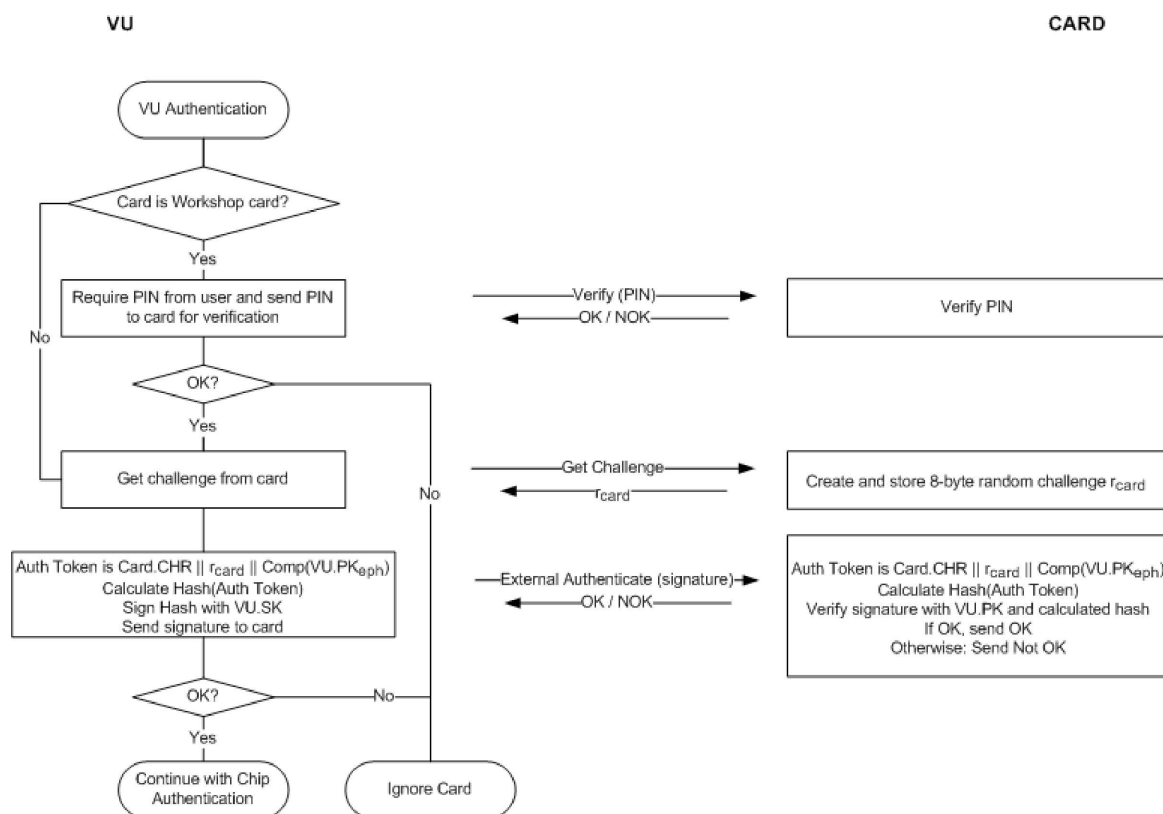 VU
CARD
VU Authentication
Card is Workshop card?
Yes
Require PIN from user and send PIN
to card for verification
Verify (PIN)
OK / NOK
Verify PIN
No
OK?
Yes
Get challenge from card
Get Challenge
rcard
Create and store 8-byte random challenge rcard
No
Auth Token is Card.CHR || rcard || Comp(VU.PKeph)
Calculate Hash(Auth Token)
Sign Hash with VU.SK
Send signature to card
External Authenticate (signature)
OK / NOK
Auth Token is Card.CHR || rcard || Comp(VU.PKeph)
Calculate Hash(Auth Token)
Verify signature with VU.PK and calculated hash
If OK, send OK
Otherwise: Send Not OK
OK?
No
Yes
Continue with Chip
Authentication
Ignore Card